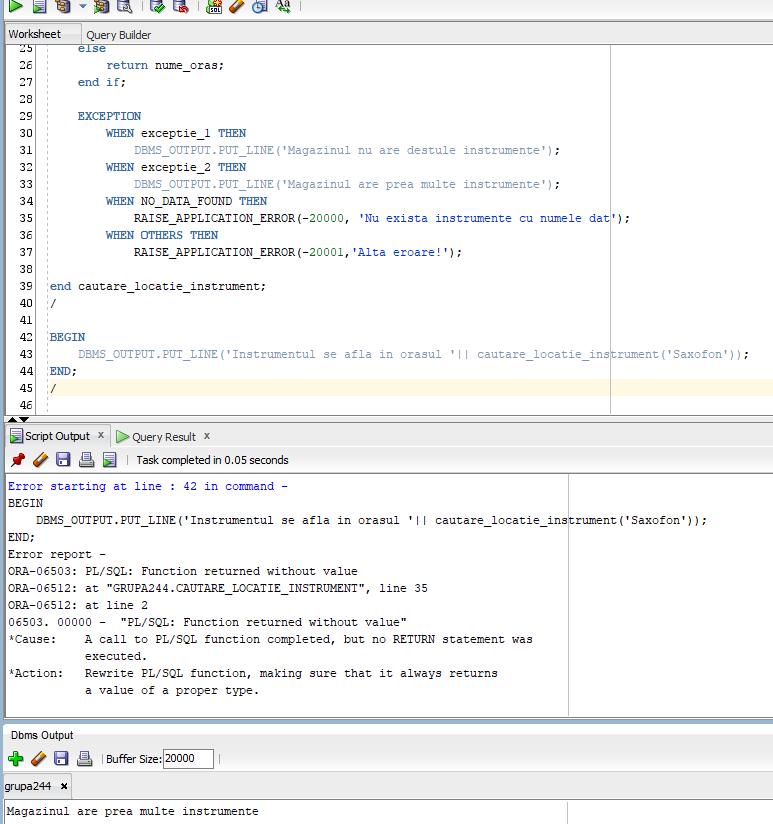 Worksheet Query Builder
25 else
26 return nume_oras;
27 end if;
28
29 EXCEPTION
30 WHEN exceptie_1 THEN
31 DBMS_OUTPUT.PUT_LINE('Magazinul nu are destule instrumente');
32 WHEN exceptie_2 THEN
33 DBMS_OUTPUT.PUT_LINE('Magazinul are prea multe instrumente');
34 WHEN NO_DATA_FOUND THEN
35 RAISE_APPLICATION_ERROR(-20000, 'Nu exista instrumente cu numele dat');
36 WHEN OTHERS THEN
37 RAISE_APPLICATION_ERROR(-20001,'Alta eroare!');
38
39 end cautare_locatie_instrument;
40 /
41
42 BEGIN
43 DBMS_OUTPUT.PUT_LINE('Instrumentul se afla in orasul '|| cautare_locatie_instrument('Saxofon'));
44 END;
45 /
46
Script Output x Query Result x
Task completed in 0.05 seconds
Error starting at line : 42 in command -
BEGIN
DBMS_OUTPUT.PUT_LINE('Instrumentul se afla in orasul '|| cautare_locatie_instrument('Saxofon'));
END;
Error report -
ORA-06503: PL/SQL: Function returned without value
ORA-06512: at "GRUPA244.CAUTARE_LOCATIE_INSTRUMENT", line 35
ORA-06512: at line 2
06503. 00000 - "PL/SQL: Function returned without value"
*Cause: A call to PL/SQL function completed, but no RETURN statement was
executed.
*Action: Rewrite PL/SQL function, making sure that it always returns
a value of a proper type.
Dbms Output
Buffer Size: 20000
grupa244 x
Magazinul are prea multe instrumente